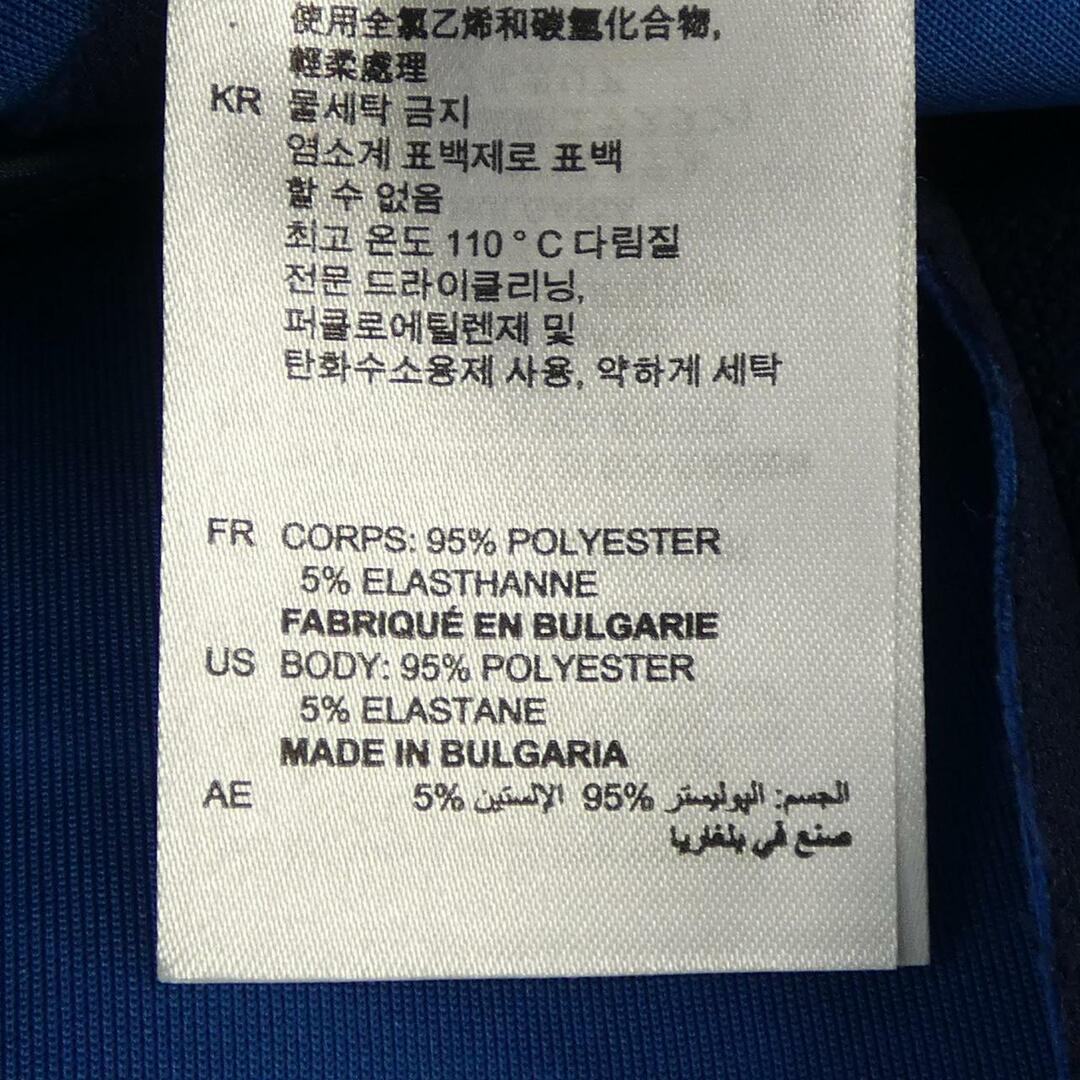 使用全氯乙烯和碳氫化合物,
輕柔處理
KR 물세탁 금지
염소계 표백제로 표백
할 수 없음
최고 온도 110 ° C 다림질
전문 드라이클리닝,
퍼클로에틸렌제 및
탄화수소용제 사용, 약하게 세탁
FR CORPS: 95% POLYESTER
5% ELASTHANNE
FABRIQUÉ EN BULGARIE
US BODY: 95% POLYESTER
5% ELASTANE
MADE IN BULGARIA
AE الجسم: البوليستر 95% الإلستين 5%
صنع في بلغاريا